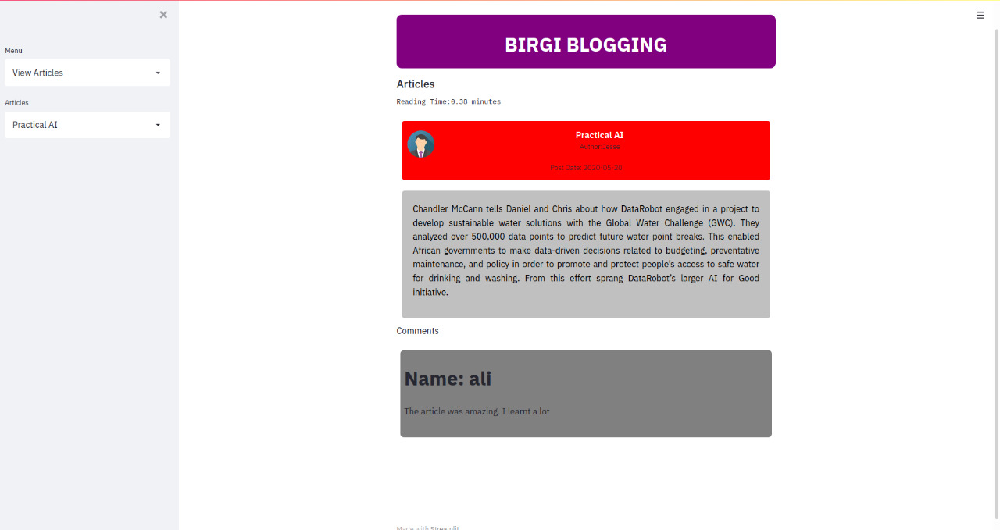 Menu
View Articles
Articles
Practical AI
BIRGI BLOGGING
Articles
Reading Time:0.38 minutes
Practical AI
Author:Jesse
Post Date: 2020-05-20
Chandler McCann tells Daniel and Chris about how DataRobot engaged in a project to
develop sustainable water solutions with the Global Water Challenge (GWC). They
analyzed over 500,000 data points to predict future water point breaks. This enabled
African governments to make data-driven decisions related to budgeting, preventative
maintenance, and policy in order to promote and protect people’s access to safe water
for drinking and washing. From this effort sprang DataRobot’s larger AI for Good
initiative.
Comments
Name: ali
The article was amazing. I learnt a lot
Made with Streamlit